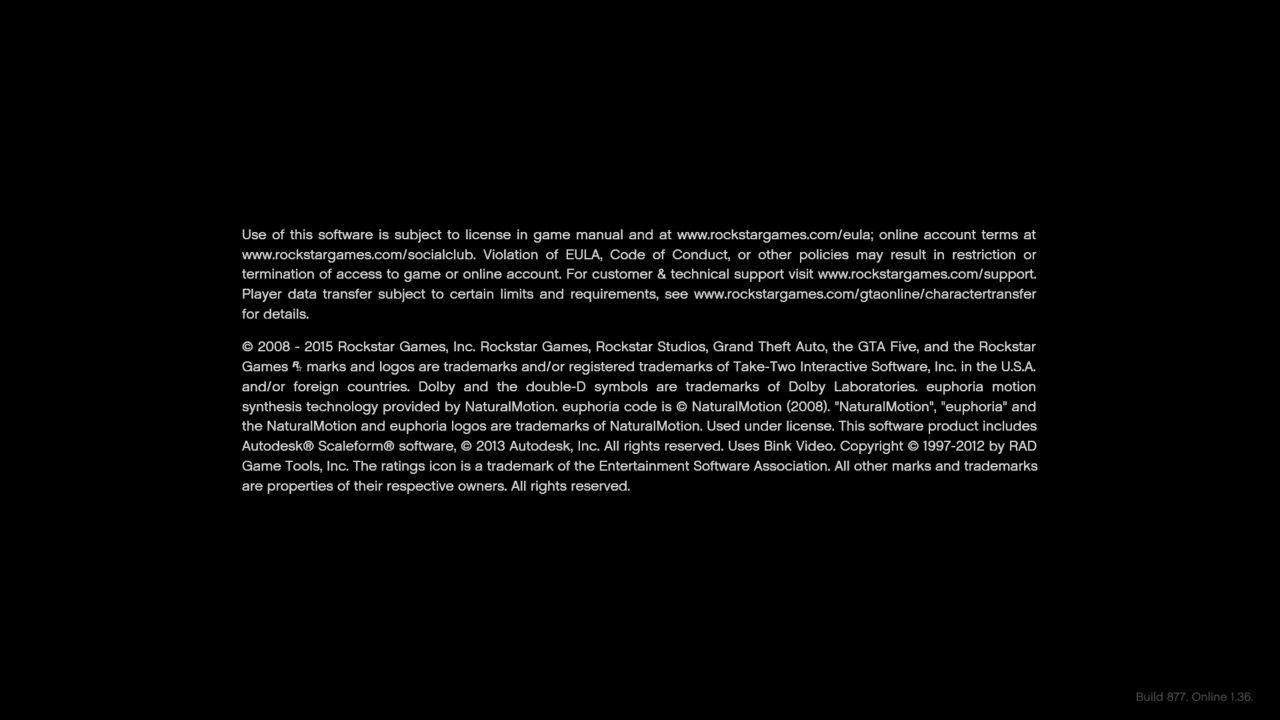 Use of this software is subject to license in game manual and at www.rockstargames.com/eula; online account terms at
www.rockstargames.com/socialclub. Violation of EULA, Code of Conduct, or other policies may result in restriction or
termination of access to game or online account. For customer & technical support visit www.rockstargames.com/support.
Player data transfer subject to certain limits and requirements, see www.rockstargames.com/gtaonline/charactertransfer
for details.
© 2008 - 2015 Rockstar Games, Inc. Rockstar Games, Rockstar Studios, Grand Theft Auto, the GTA Five, and the Rockstar
Games R* marks and logos are trademarks and/or registered trademarks of Take-Two Interactive Software, Inc. in the U.S.A.
and/or foreign countries. Dolby and the double-D symbols are trademarks of Dolby Laboratories. euphoria motion
synthesis technology provided by NaturalMotion. euphoria code is © NaturalMotion (2008). "NaturalMotion", "euphoria" and
the NaturalMotion and euphoria logos are trademarks of NaturalMotion. Used under license. This software product includes
Autodesk® Scaleform® software, © 2013 Autodesk, Inc. All rights reserved. Uses Bink Video. Copyright © 1997-2012 by RAD
Game Tools, Inc. The ratings icon is a trademark of the Entertainment Software Association. All other marks and trademarks
are properties of their respective owners. All rights reserved.
Build 877. Online 1.36.